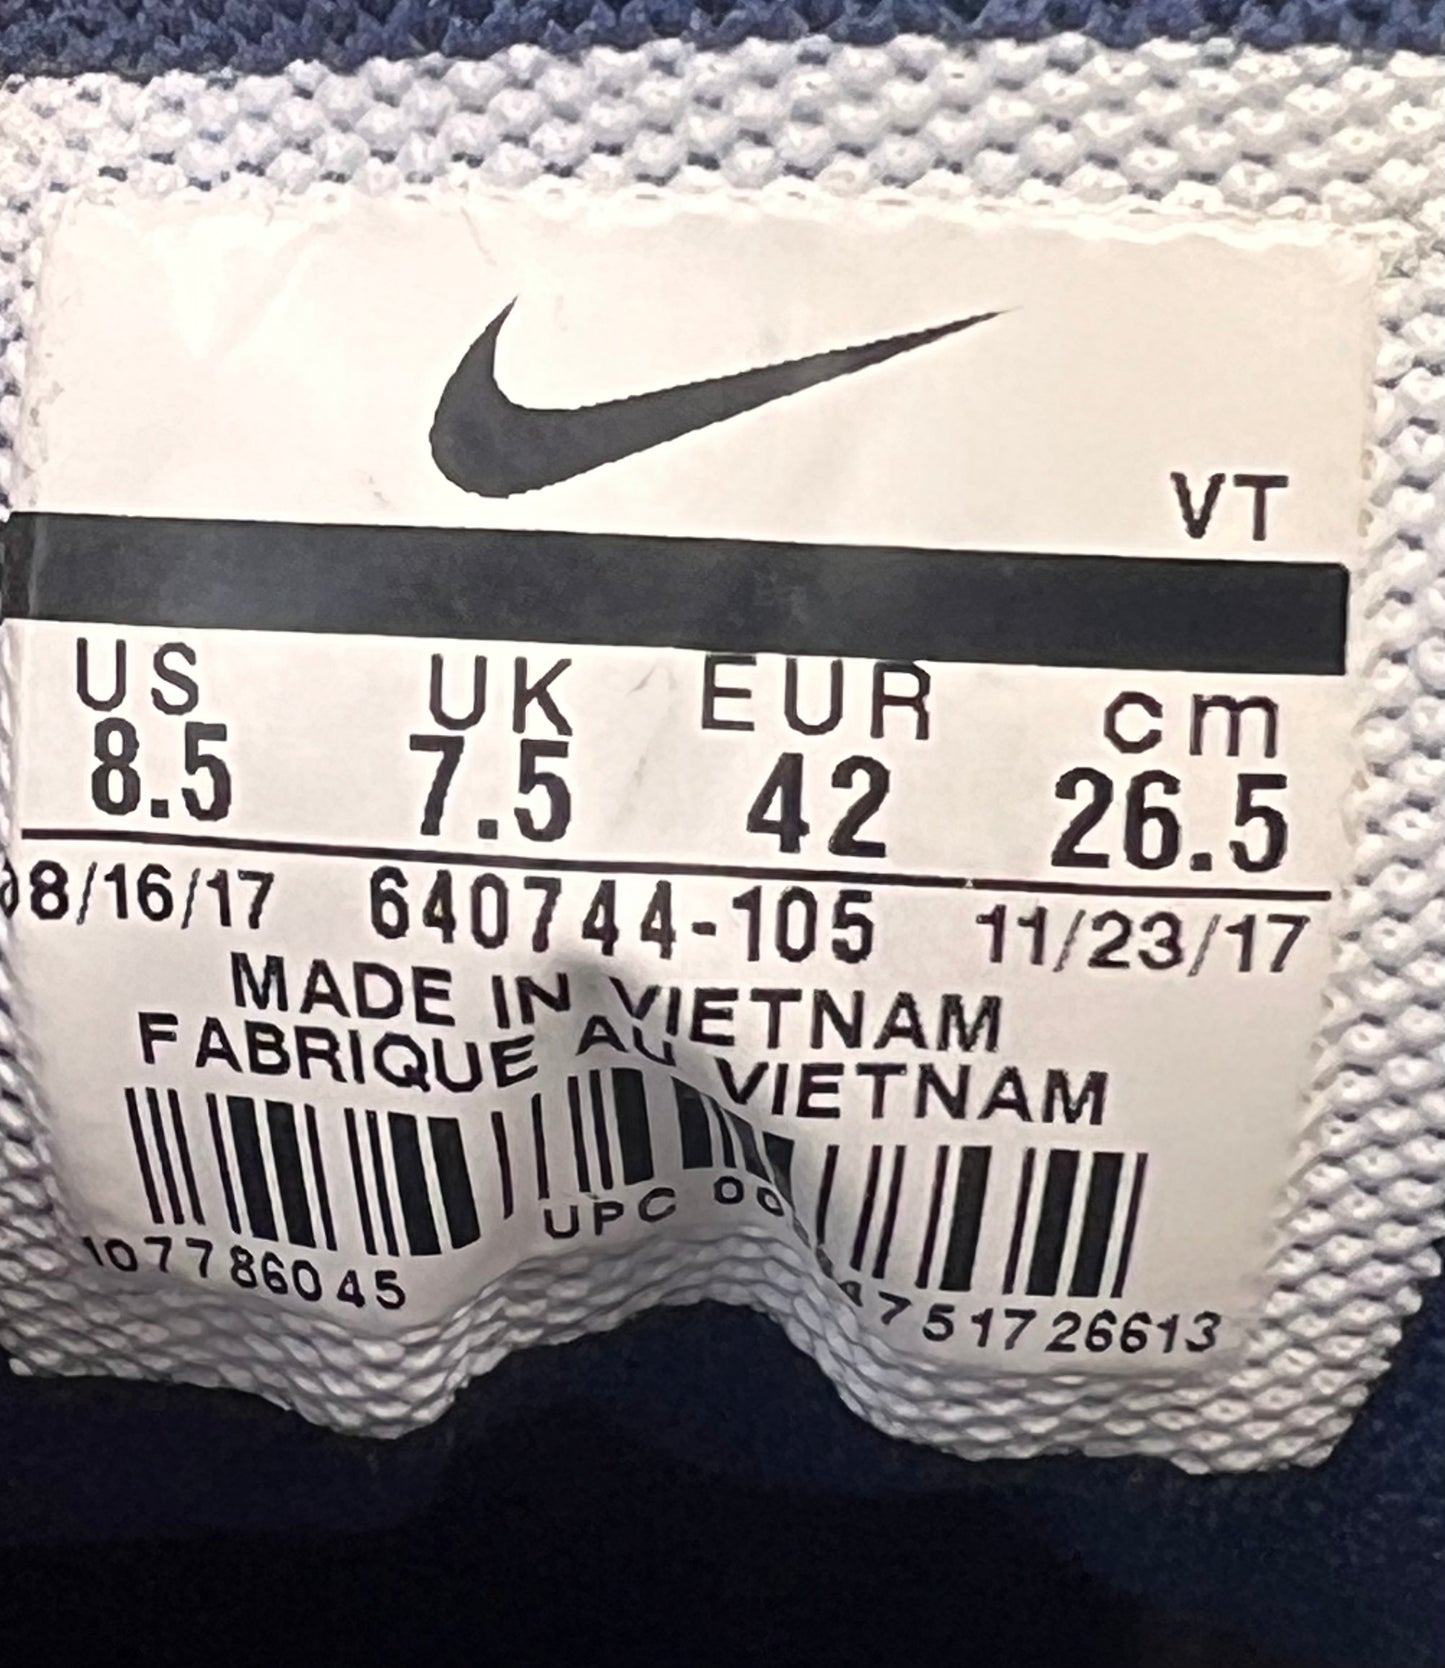 VT
US UK EUR cm
8.5 7.5 42 26.5
08/16/17 640744-105 11/23/17
MADE IN VIETNAM
FABRIQUE AU VIETNAM
UPC 00
107786045 751726613